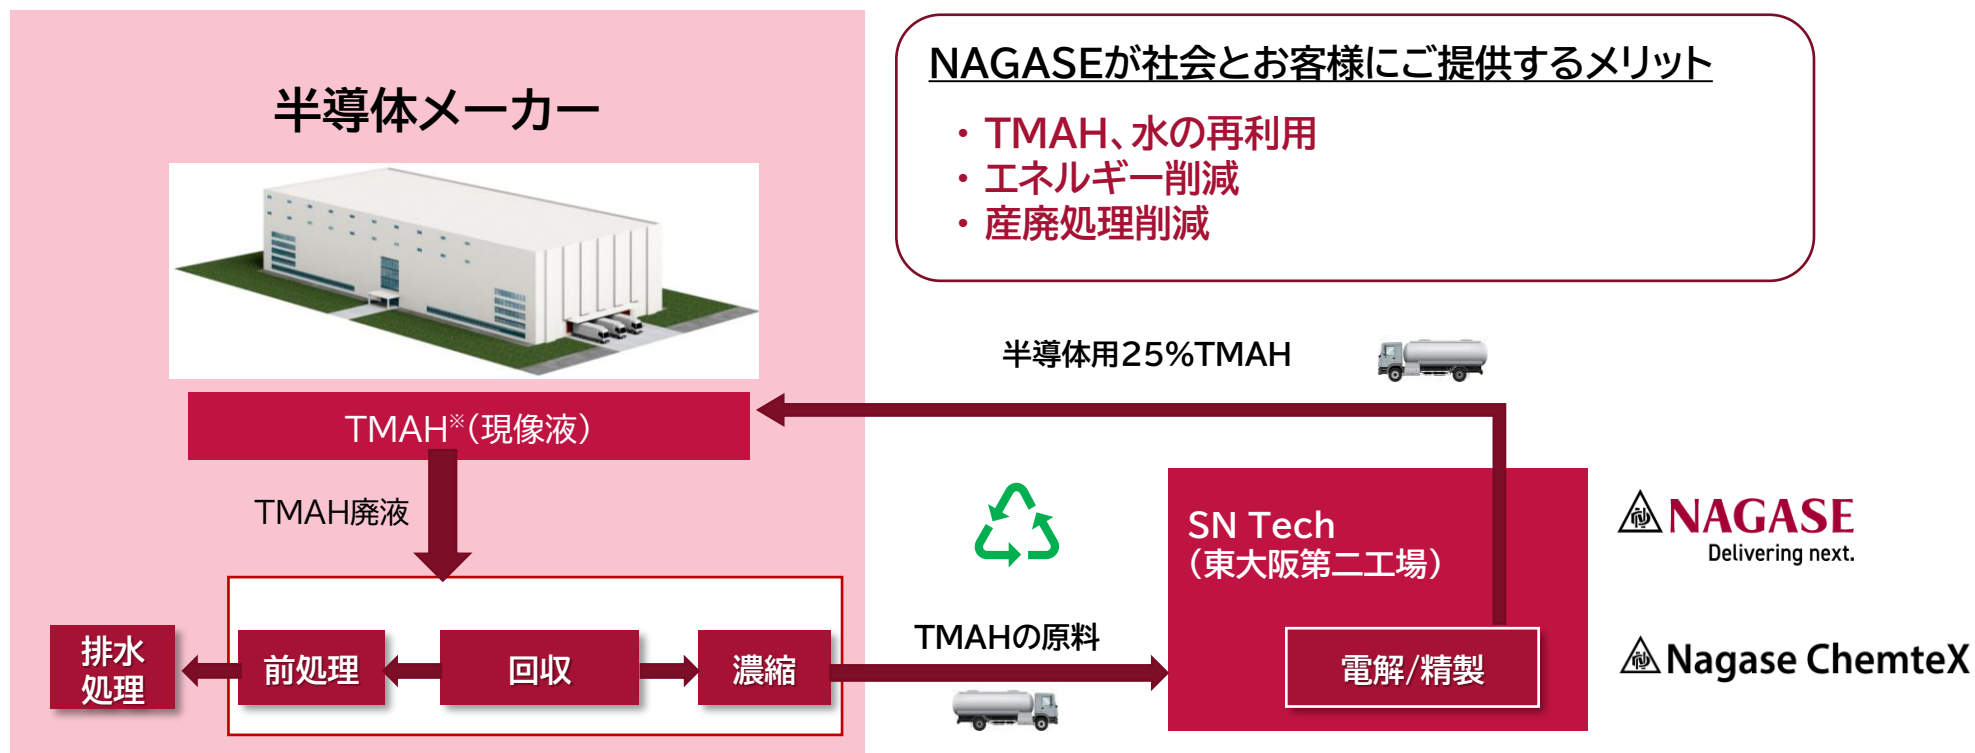 半導体メーカー
TMAH※(現像液)
TMAH廃液
排水
処理
前処理
回収
濃縮
NAGASEが社会とお客様にご提供するメリット
・TMAH、水の再利用
・エネルギー削減
・産廃処理削減
半導体用25%TMAH
TMAHの原料
SN Tech
(東大阪第二工場)
電解/精製
NAGASE
Delivering next.
Nagase ChemteX